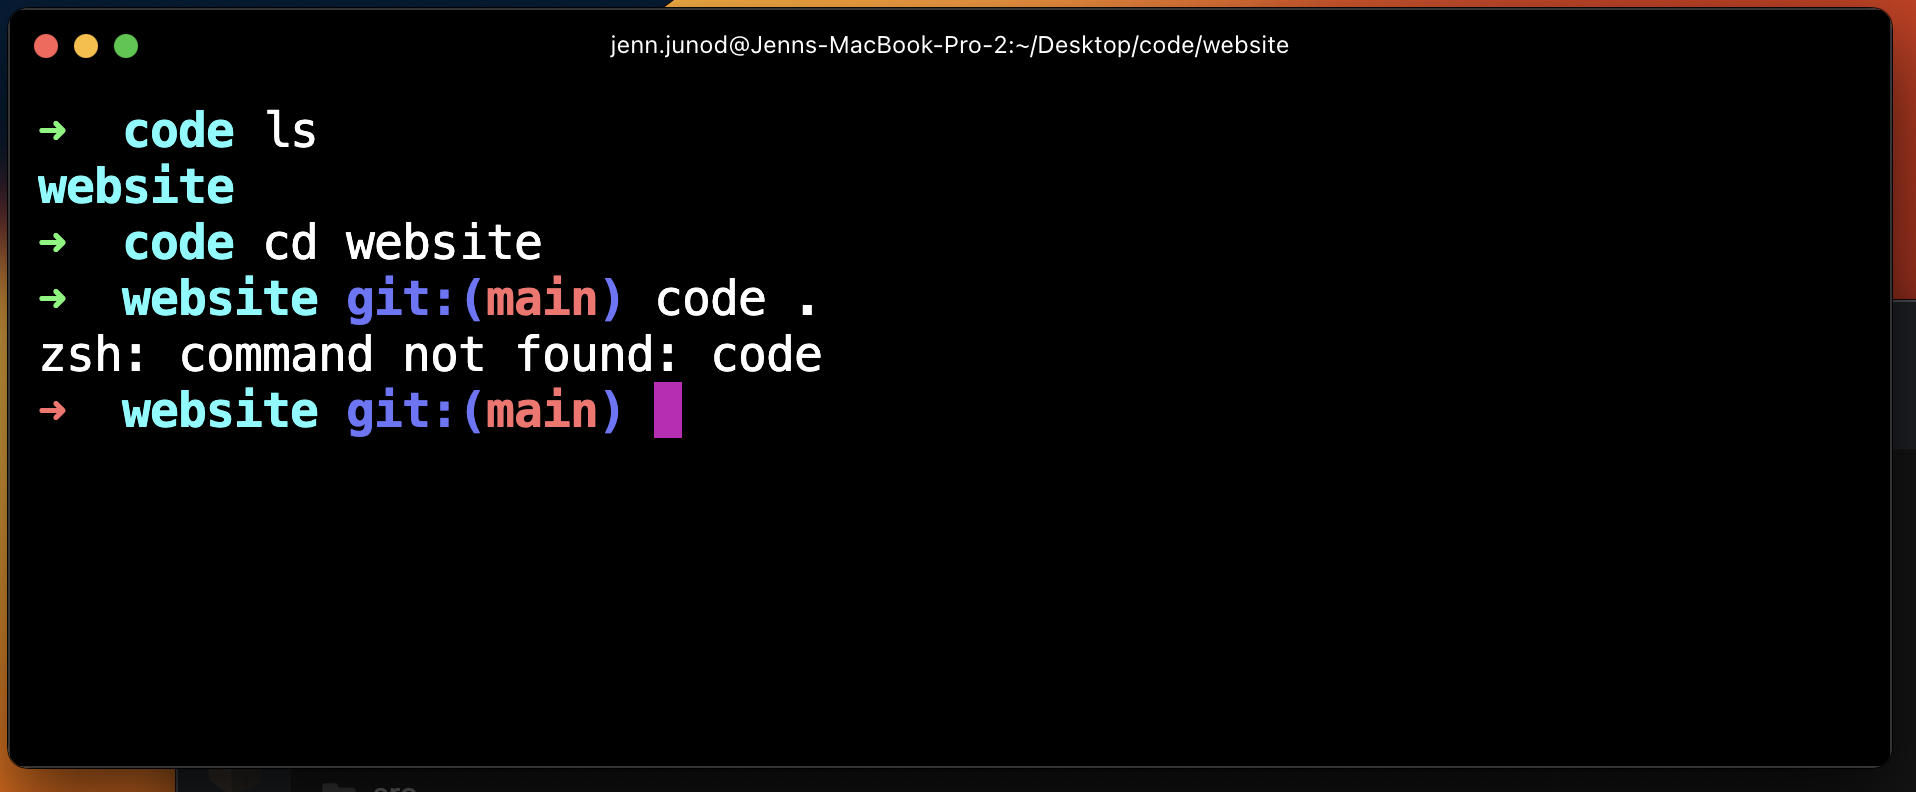 jenn.junod@Jenns-MacBook-Pro-2:~/Desktop/code/website
➜  code ls
website
➜  code cd website
➜  website git:(main) code .
zsh: command not found: code
➜  website git:(main)